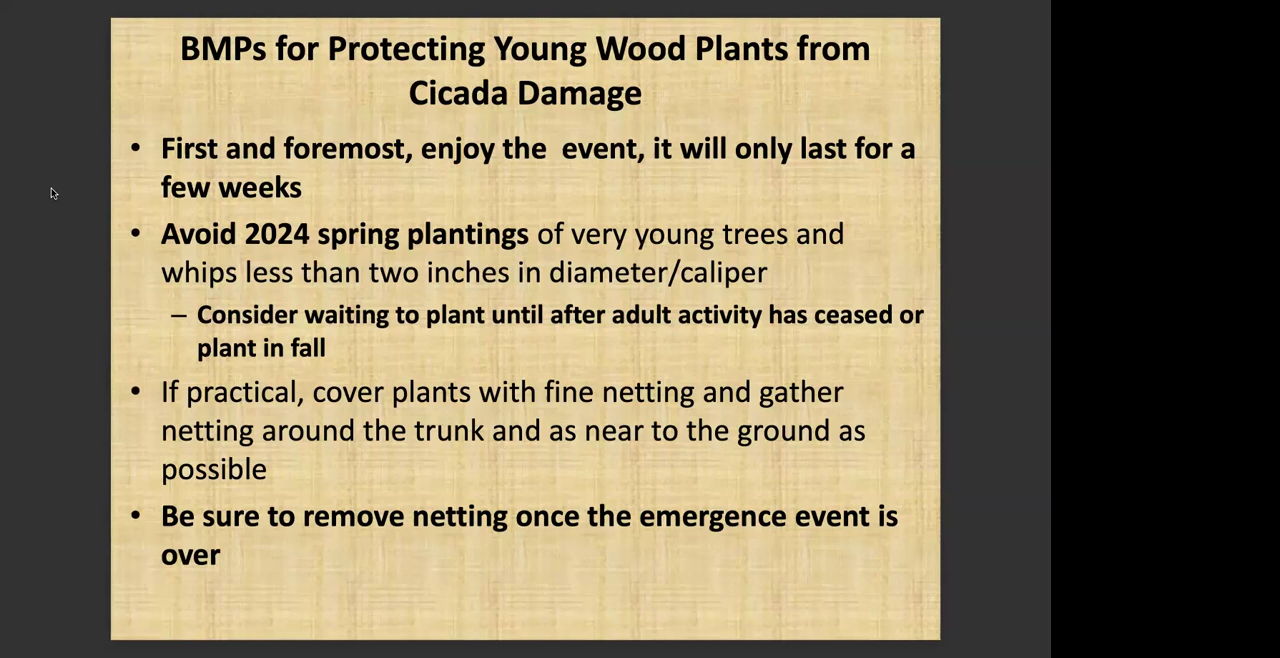 BMPs for Protecting Young Wood Plants from
Cicada Damage
• First and foremost, enjoy the  event, it will only last for a
few weeks
• Avoid 2024 spring plantings of very young trees and
whips less than two inches in diameter/caliper
– Consider waiting to plant until after adult activity has ceased or
plant in fall
• If practical, cover plants with fine netting and gather
netting around the trunk and as near to the ground as
possible
• Be sure to remove netting once the emergence event is
over